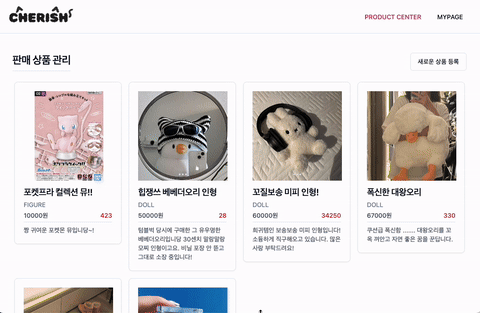 CHERISH
PRODUCT CENTER
MYPAGE
판매 상품 관리
새로운 상품 등록
포켓프라 컬렉션 뮤!!
FIGURE
10000원
423
짱 귀여운 포켓몬 뮤입니당~!
힙쟁쓰 베베더오리 인형
DOLL
50000원
28
텀블벅 당시에 구매한 그 유우명한
베베더오리입니당 30센치 말랑말랑
모찌 인형이고요, 비닐 포장 안 뜯고
그대로 소장 중입니다!
꼬질보송 미피 인형!
DOLL
60000원
34250
희귀템인 보송보송 미피 인형입니다!
소듕하게 직구해오고 있습니다. 많은
사랑 부탁드려요!
폭신한 대왕오리
DOLL
67000원
330
쿠션급 폭신함 ...... 대왕오리를 꼬
옥 껴안고 자면 좋은 꿈을 꾼답니다.